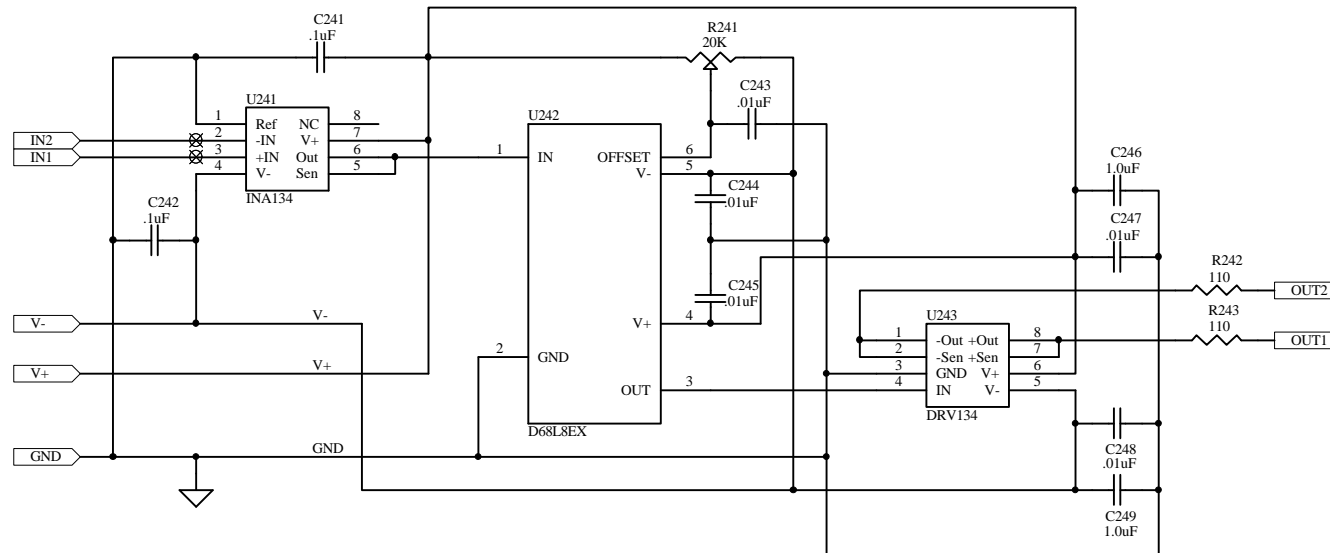 C241
.1uF
R241
20K
C243
.01uF
U241
1 Ref NC 8
2 -IN V+ 7
3 +IN Out 6
4 V- Sen 5
INA134
IN2
IN1
U242
1 IN
OFFSET 6
V- 5
C244
.01uF
C246
1.0uF
C242
.1uF
C247
.01uF
C245
.01uF
R242
110
OUT2
V-
V-
V+ 4
U243
R243
110
OUT1
1 -Out +Out 8
2 -Sen +Sen 7
3 GND V+ 6
4 IN V- 5
DRV134
2 GND
V+
V+
OUT 3
D68L8EX
GND
GND
C248
.01uF
C249
1.0uF